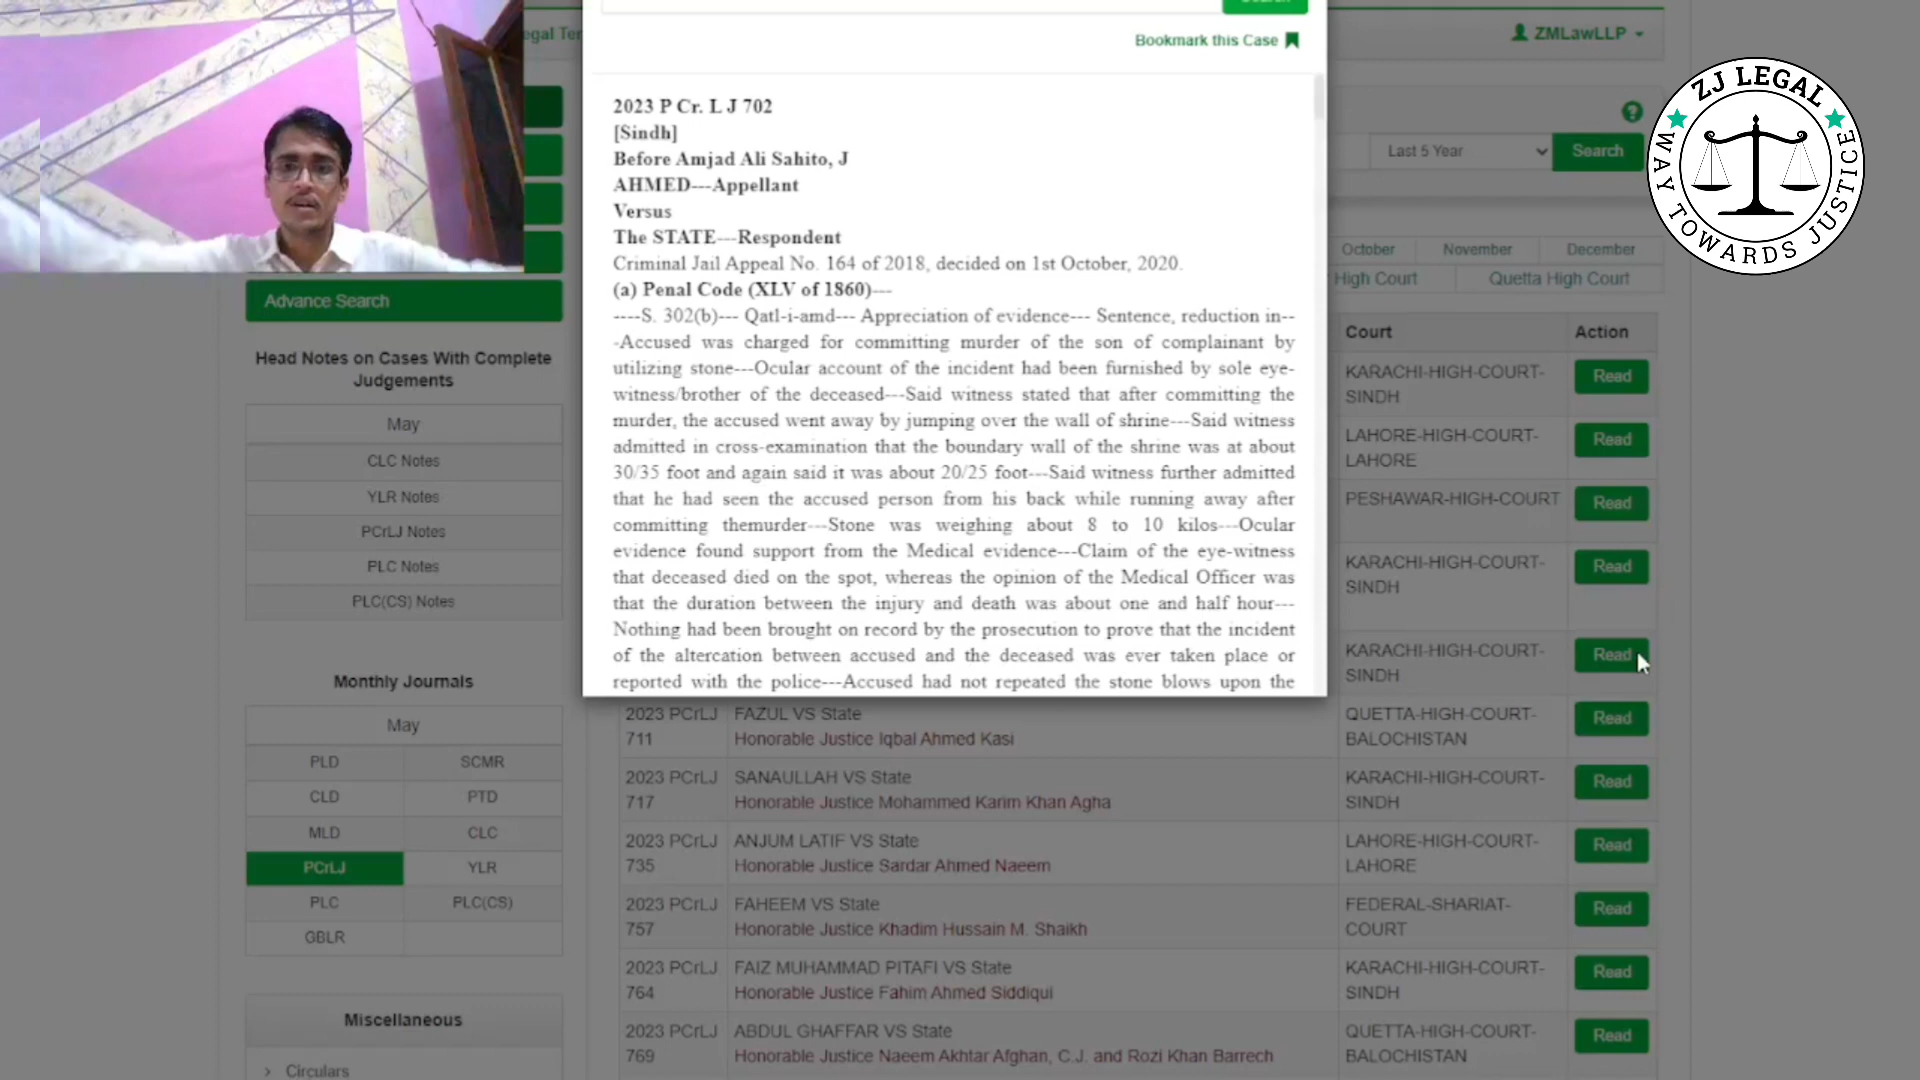 egal Ter
ZMLawLLP
Bookmark this Case
2023 P Cr. L J 702
[Sindh]
Before Amjad Ali Sahito, J
AHMED---Appellant
Versus
The STATE---Respondent
Criminal Jail Appeal No. 164 of 2018, decided on 1st October, 2020.
(a) Penal Code (XLV of 1860)---
----S. 302(b)--- Qatl-i-amd--- Appreciation of evidence--- Sentence, reduction in--
-Accused was charged for committing murder of the son of complainant by
utilizing stone---Ocular account of the incident had been furnished by sole eye-
witness/brother of the deceased---Said witness stated that after committing the
murder, the accused went away by jumping over the wall of shrine---Said witness
admitted in cross-examination that the boundary wall of the shrine was at about
30/35 foot and again said it was about 20/25 foot---Said witness further admitted
that he had seen the accused person from his back while running away after
committing themurder---Stone was weighing about 8 to 10 kilos---Ocular
evidence found support from the Medical evidence---Claim of the eye-witness
that deceased died on the spot, whereas the opinion of the Medical Officer was
that the duration between the injury and death was about one and half hour---
Nothing had been brought on record by the prosecution to prove that the incident
of the altercation between accused and the deceased was ever taken place or
reported with the police---Accused had not repeated the stone blows upon the
ZJ LEGAL
WAY TOWARDS JUSTICE
Last 5 Year
Search
October November December
High Court Quetta High Court
Advance Search
Head Notes on Cases With Complete
Judgements
May
CLC Notes
YLR Notes
PCrLJ Notes
PLC Notes
PLC(CS) Notes
Monthly Journals
May
PLD SCMR
CLD PTD
MLD CLC
PCrLJ YLR
PLC PLC(CS)
GBLR
Miscellaneous
Circulars
Court Action
KARACHI-HIGH-COURT-
SINDH
Read
LAHORE-HIGH-COURT-
LAHORE
Read
PESHAWAR-HIGH-COURT
Read
KARACHI-HIGH-COURT-
SINDH
Read
KARACHI-HIGH-COURT-
SINDH
Read
2023 PCrLJ FAZUL VS State QUETTA-HIGH-COURT- Read
711 Honorable Justice Iqbal Ahmed Kasi BALOCHISTAN
2023 PCrLJ SANAULLAH VS State KARACHI-HIGH-COURT- Read
717 Honorable Justice Mohammed Karim Khan Agha SINDH
2023 PCrLJ ANJUM LATIF VS State LAHORE-HIGH-COURT- Read
735 Honorable Justice Sardar Ahmed Naeem LAHORE
2023 PCrLJ FAHEEM VS State FEDERAL-SHARIAT- Read
757 Honorable Justice Khadim Hussain M. Shaikh COURT
2023 PCrLJ FAIZ MUHAMMAD PITAFI VS State KARACHI-HIGH-COURT- Read
764 Honorable Justice Fahim Ahmed Siddiqui SINDH
2023 PCrLJ ABDUL GHAFFAR VS State QUETTA-HIGH-COURT- Read
769 Honorable Justice Naeem Akhtar Afghan, C.J. and Rozi Khan Barrech BALOCHISTAN